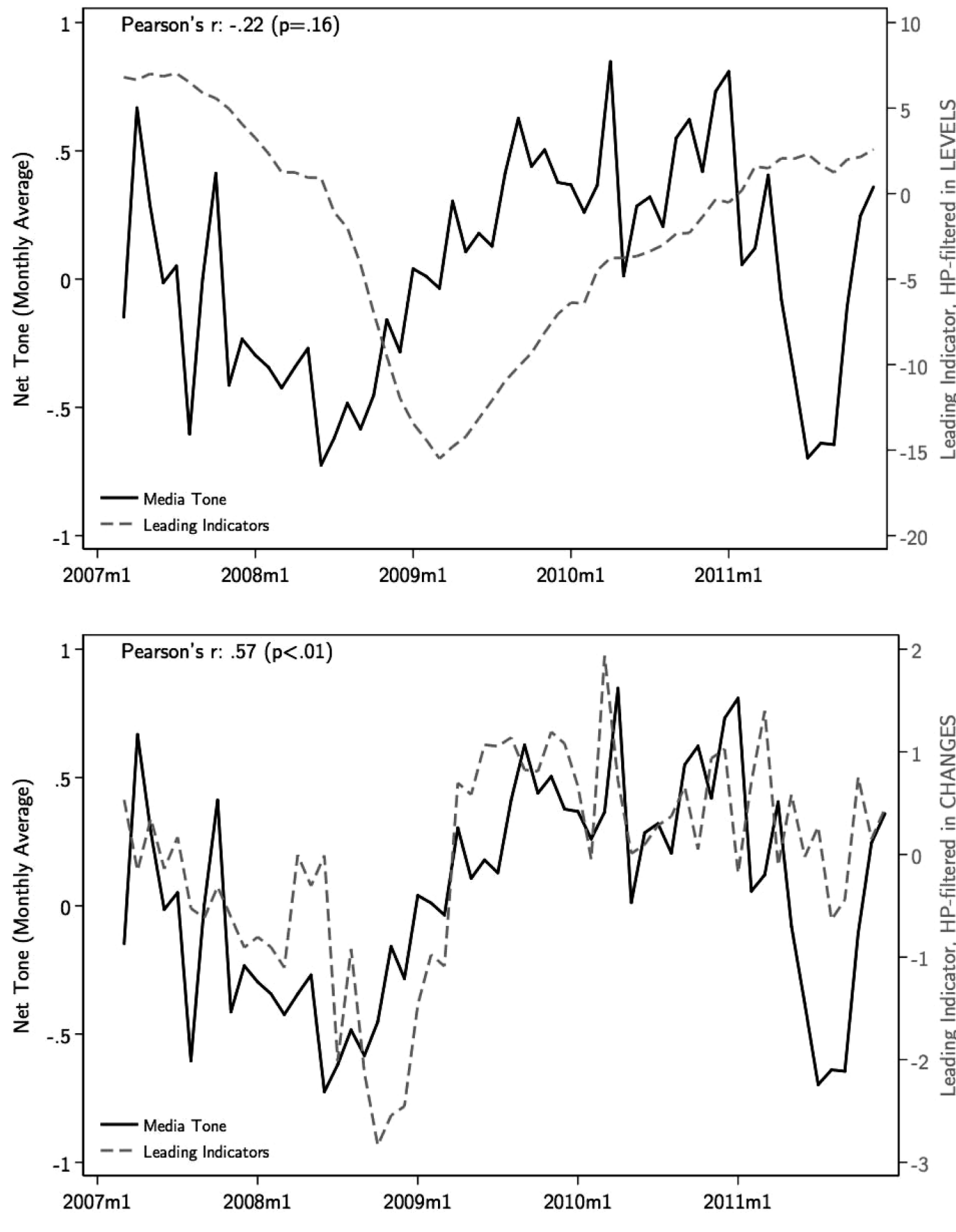 Pearson's r: -.22 (p=.16)
Net Tone (Monthly Average)
1
.5
0
-.5
-1
10
5
0
-5
-10
-15
-20
Leading Indicator, HP-filtered in LEVELS
Media Tone
Leading Indicators
2007m1 2008m1 2009m1 2010m1 2011m1
Pearson's r: .57 (p<.01)
Net Tone (Monthly Average)
1
.5
0
-.5
-1
2
1
0
-1
-2
-3
Leading Indicator, HP-filtered in CHANGES
Media Tone
Leading Indicators
2007m1 2008m1 2009m1 2010m1 2011m1